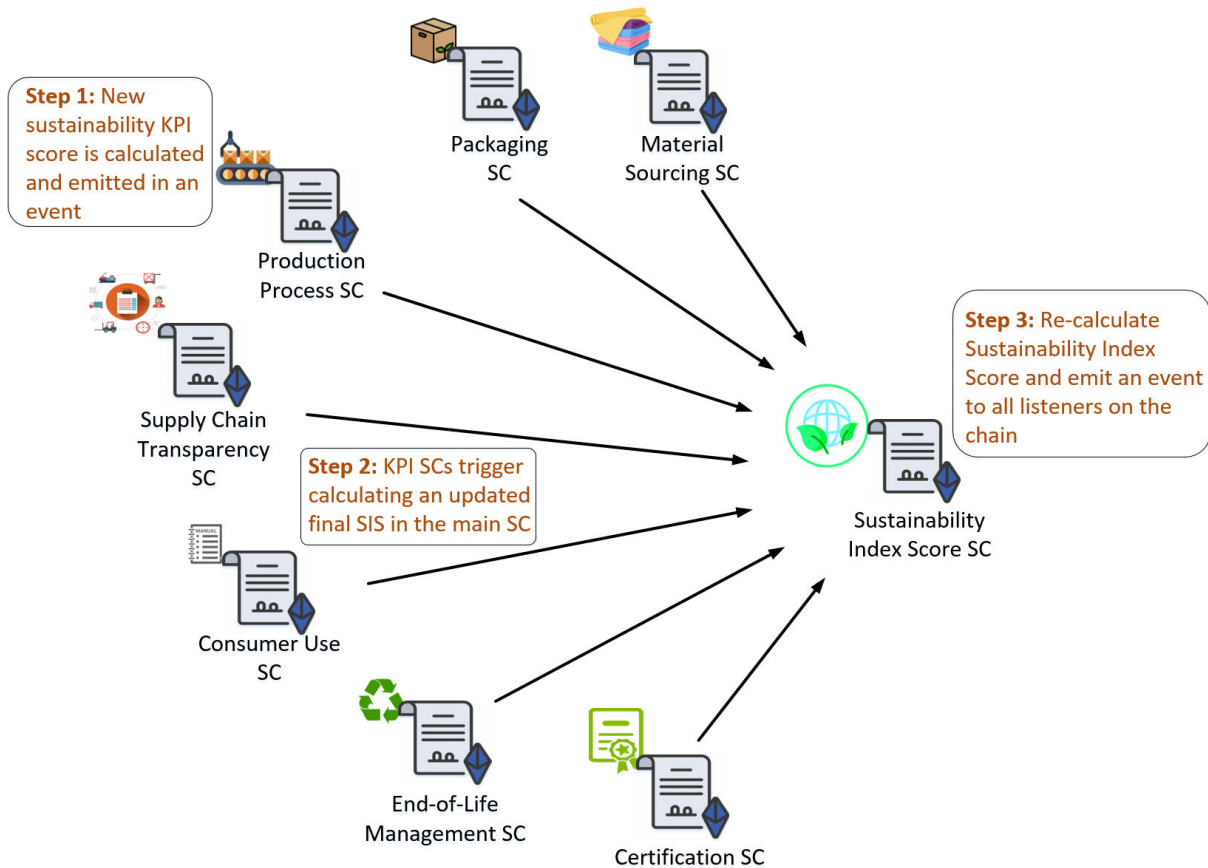 Step 1: New
sustainability KPI
score is calculated
and emitted in an
event
Packaging
SC
Material
Sourcing SC
Production
Process SC
Supply Chain
Transparency
SC
Step 2: KPI SCs trigger
calculating an updated
final SIS in the main SC
Step 3: Re-calculate
Sustainability Index
Score and emit an event
to all listeners on the
chain
Sustainability
Index Score SC
MANUAL
Consumer Use
SC
End-of-Life
Management SC
Certification SC